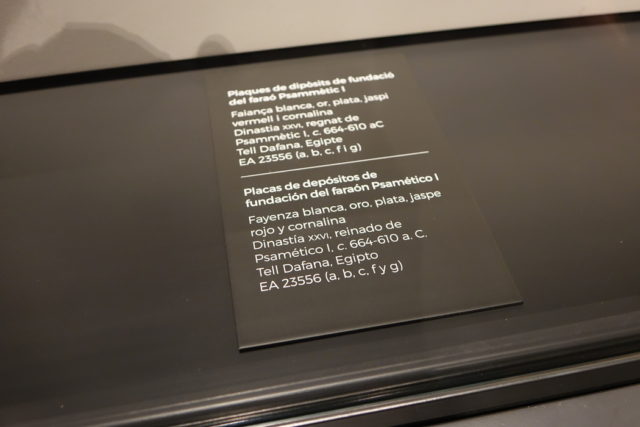 Plaques de dipòsits de fundació
del faraó Psammètic I
Faiança blanca, or, plata, jaspi
vermell i cornalina
Dinastia XXVI, regnat de
Psammètic I, c. 664-610 aC
Tell Dafana, Egipte
EA 23556 (a, b, c, f i g)
Placas de depósitos de
fundación del faraón Psamético I
Fayenza blanca, oro, plata, jaspe
rojo y cornalina
Dinastía XXVI, reinado de
Psamético I, c. 664-610 a. C.
Tell Dafana, Egipto
EA 23556 (a, b, c, f y g)